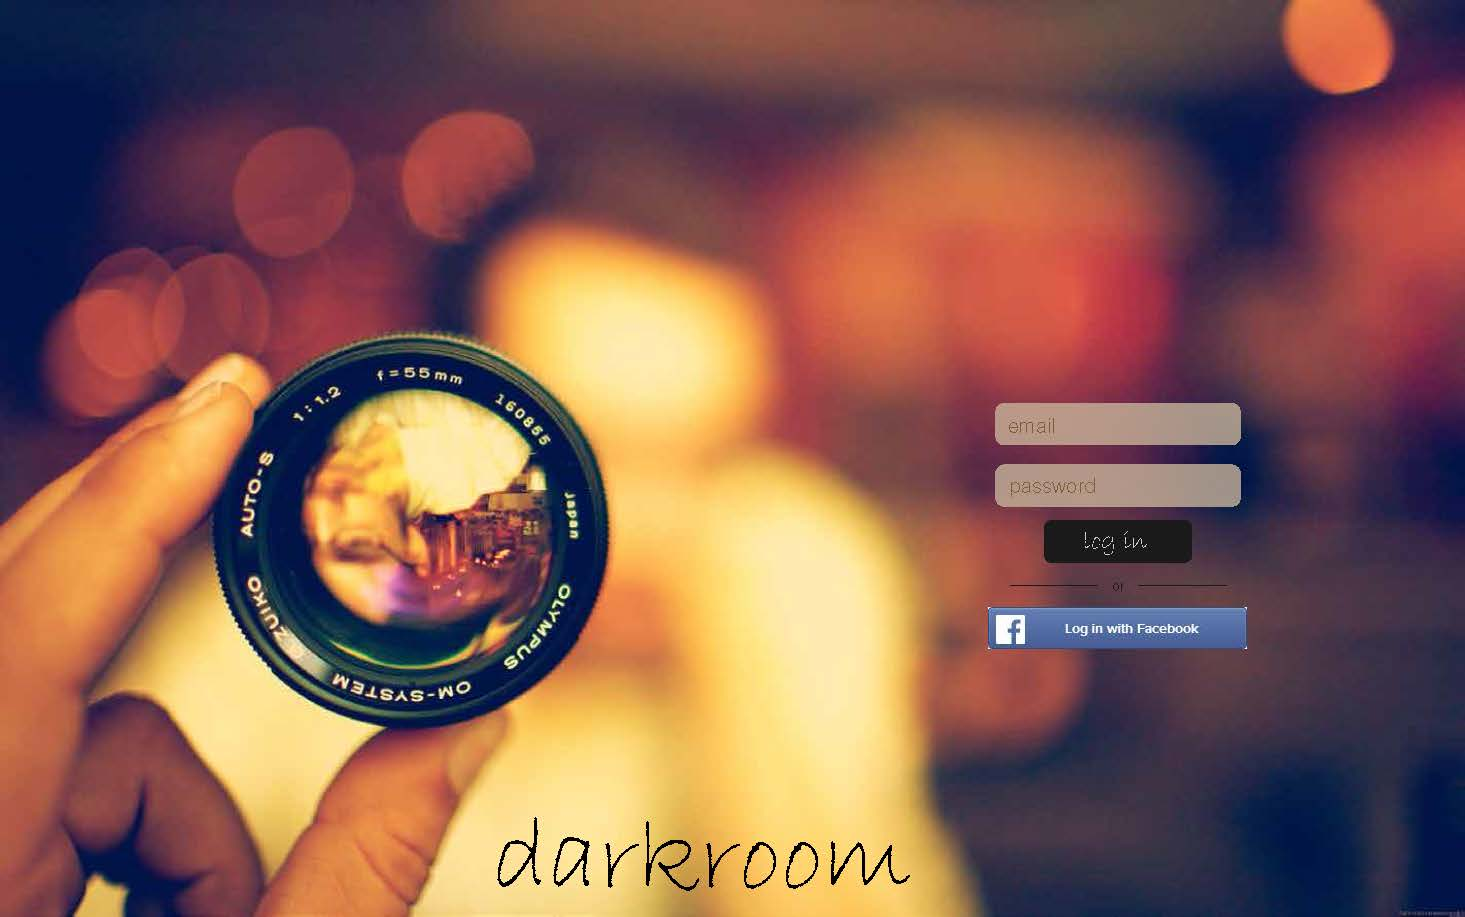 1:1.2 f=55mm 160855
Japan
AUTO-S
ZUIKO
OLYMPUS
OM-SYSTEM
email
password
log in
or
Log in with Facebook
darkroom